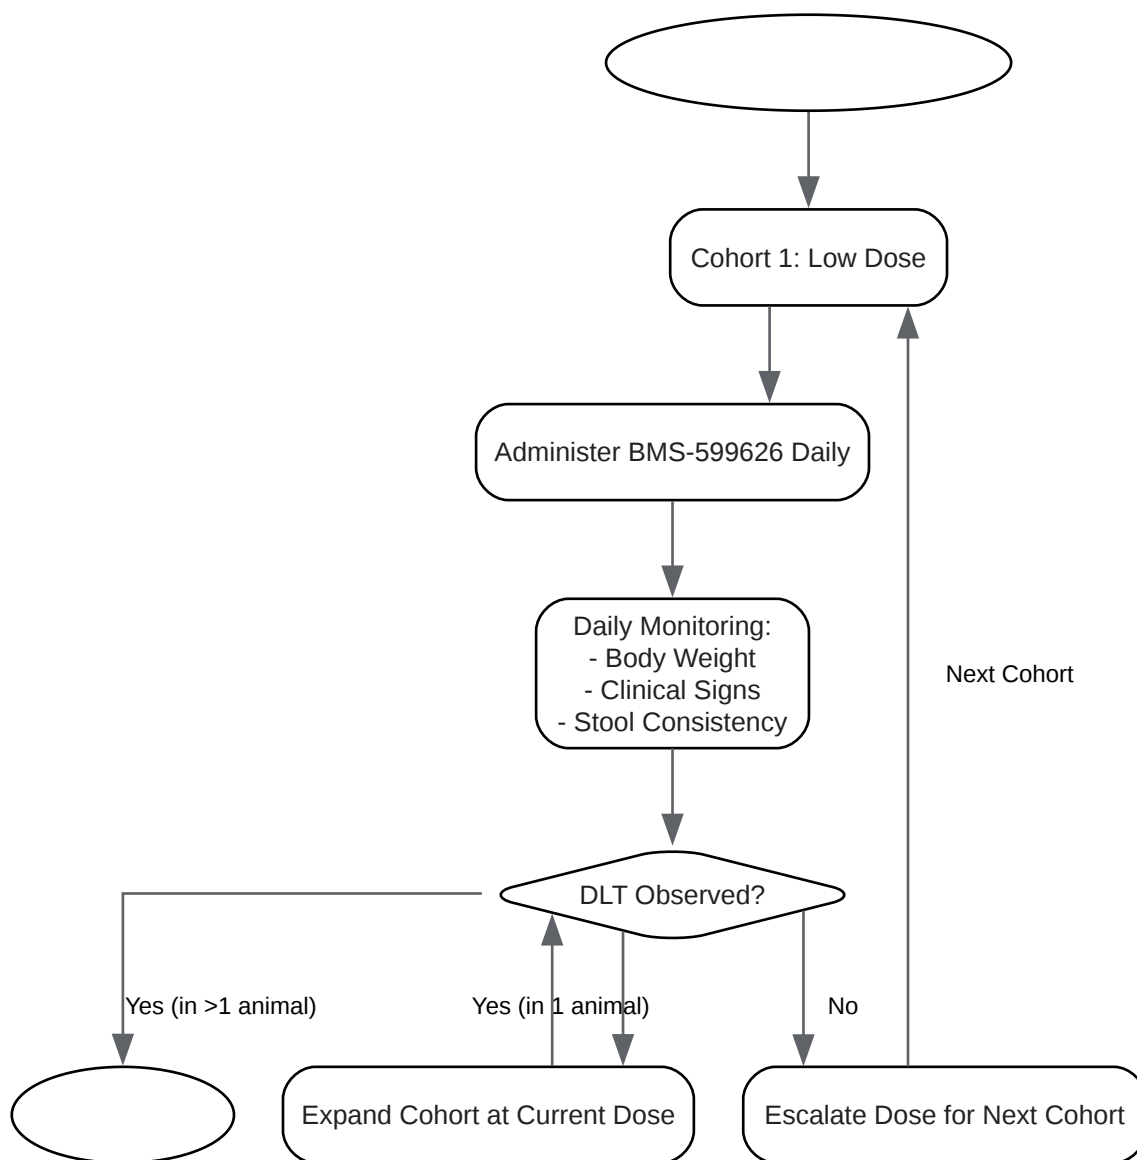 Cohort 1: Low Dose
Administer BMS-599626 Daily
Daily Monitoring:
- Body Weight
- Clinical Signs
- Stool Consistency
Next Cohort
DLT Observed?
Yes (in >1 animal)
Yes (in 1 animal)
No
Expand Cohort at Current Dose
Escalate Dose for Next Cohort